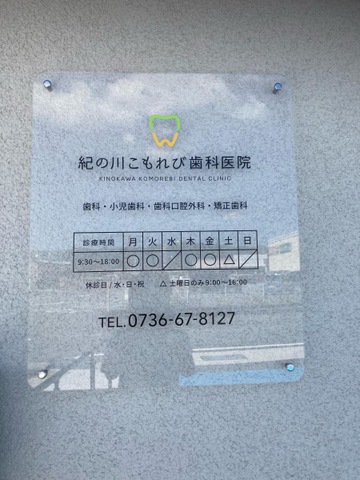 紀の川こもれび歯科医院
KINOKAWA KOMOREBI DENTAL CLINIC
歯科・小児歯科・歯科口腔外科・矯正歯科
診療時間 月 火 水 木 金 土 日
9:30〜18:00 〇 〇 ／ 〇 〇 △ ／
休診日 / 水・日・祝 △ 土曜日のみ9:00〜16:00
TEL.0736-67-8127